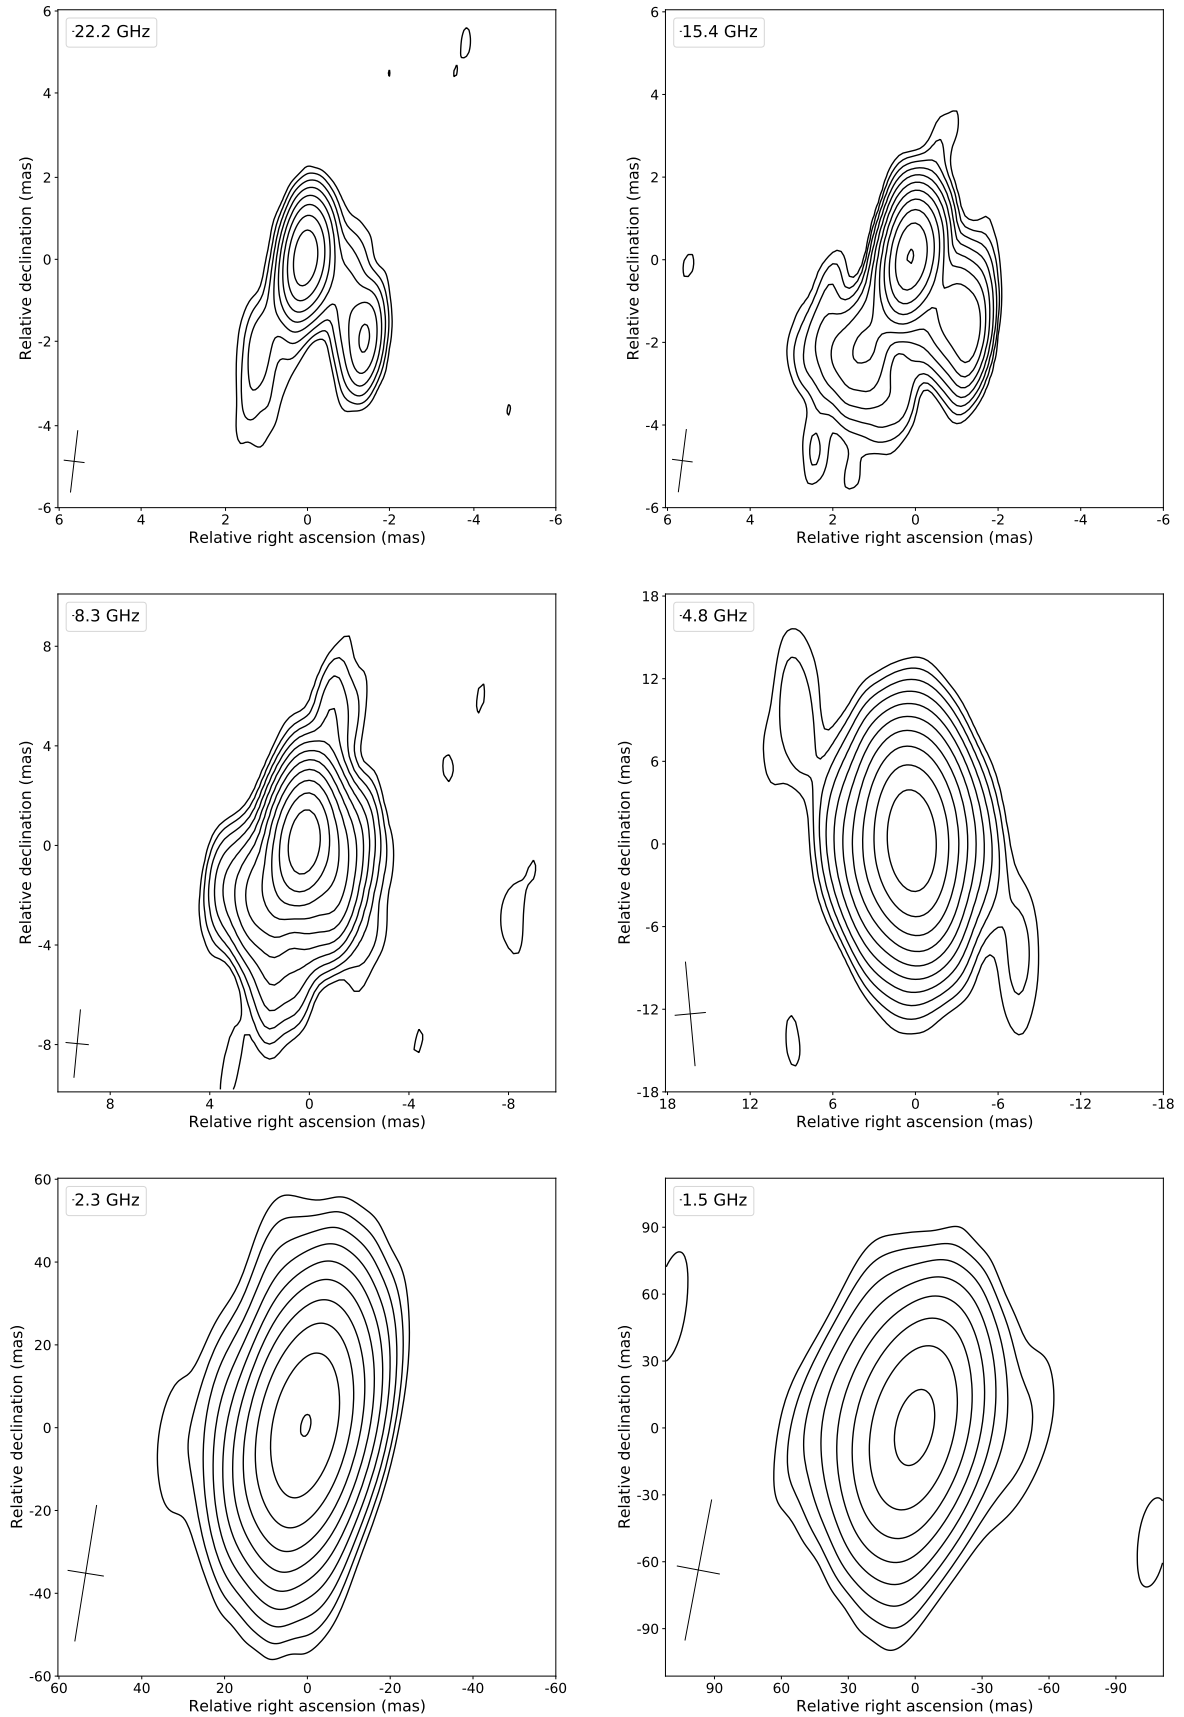 22.2 GHz
6
4
2
0
-2
-4
-6
Relative declination (mas)
6 4 2 0 -2 -4 -6
Relative right ascension (mas)
15.4 GHz
6
4
2
0
-2
-4
-6
Relative declination (mas)
6 4 2 0 -2 -4 -6
Relative right ascension (mas)
8.3 GHz
8
4
0
-4
-8
Relative declination (mas)
8 4 0 -4 -8
Relative right ascension (mas)
4.8 GHz
18
12
6
0
-6
-12
-18
Relative declination (mas)
18 12 6 0 -6 -12 -18
Relative right ascension (mas)
2.3 GHz
60
40
20
0
-20
-40
-60
Relative declination (mas)
60 40 20 0 -20 -40 -60
Relative right ascension (mas)
1.5 GHz
90
60
30
0
-30
-60
-90
Relative declination (mas)
90 60 30 0 -30 -60 -90
Relative right ascension (mas)